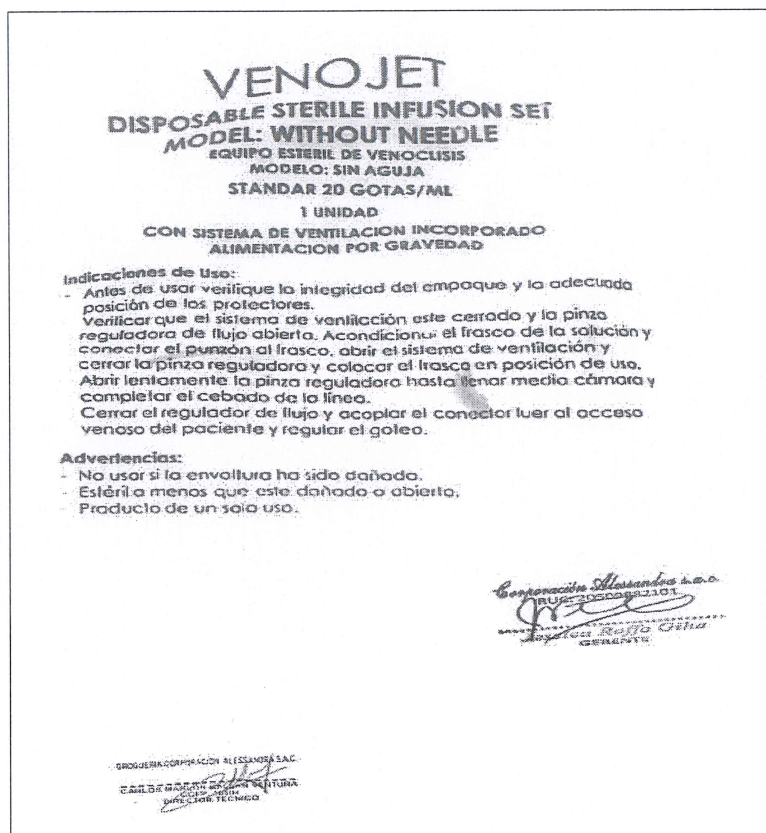 VENOJET
DISPOSABLE STERILE INFUSION SET
MODEL: WITHOUT NEEDLE
EQUIPO ESTERIL DE VENOCLISIS
MODELO: SIN AGUJA
STANDAR 20 GOTAS/ML
1 UNIDAD
CON SISTEMA DE VENTILACION INCORPORADO
ALIMENTACION POR GRAVEDAD
Indicaciones de Uso:
- Antes de usar verifique la integridad del empaque y la adecuada
posición de los protectores.
Verificar que el sistema de ventilación este cerrado y la pinza
reguladora de flujo abierta. Acondicionar el frasco de la solución y
conectar el punzón al frasco, abrir el sistema de ventilación y
cerrar la pinza reguladora y colocar el frasco en posición de uso.
Abrir lentamente la pinza reguladora hasta llenar media cámara y
completar el cebado de la línea.
Cerrar el regulador de flujo y acoplar el conector luer al acceso
venoso del paciente y regular el goteo.
Advertencias:
- No usar si la envoltura ha sido dañada.
- Estéril a menos que este dañado o abierto.
- Producto de un solo uso.
Corporación Alessandra s.a.c.
RUC:
GERENTE
DROGUERIA CORPORACIÓN ALESSANDRA S.A.C.
CARLOS VENTURA
DIRECTOR TECNICO